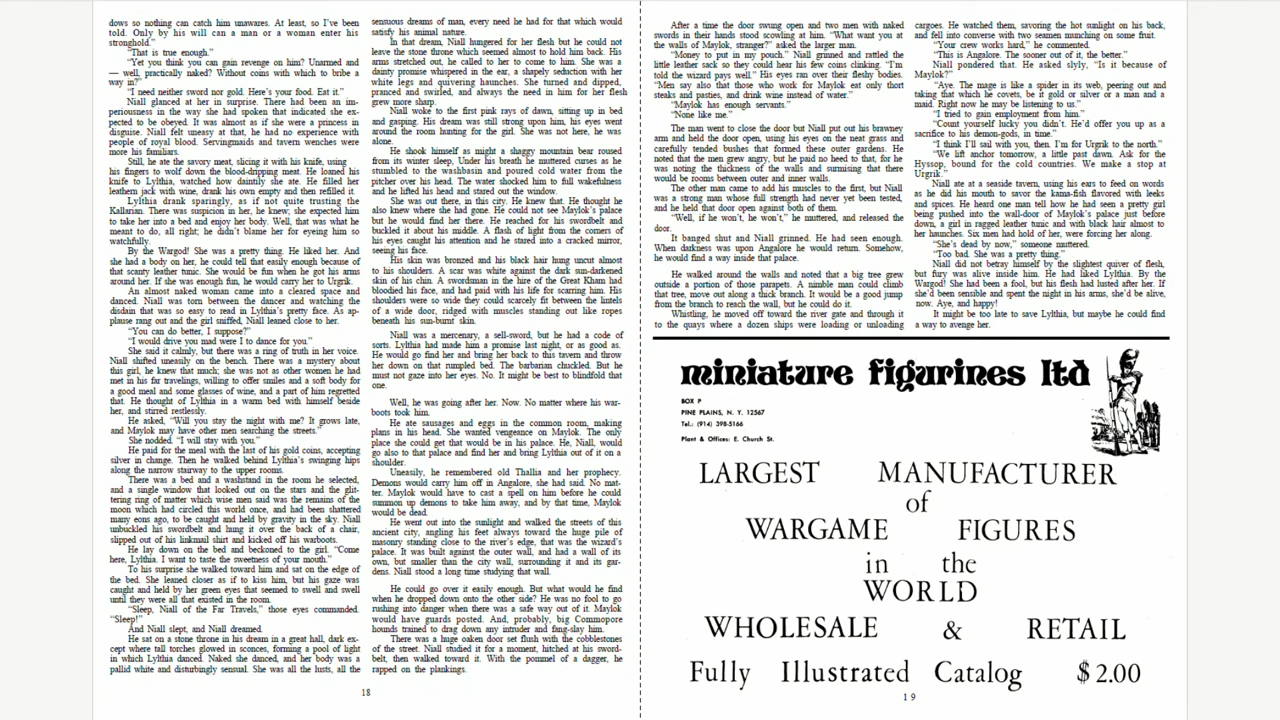 dows so nothing can catch him unawares. At least, so I've been
told. Only by his will can a man or a woman enter his
stronghold."
"That is true enough."
"Yet you think you can gain revenge on him? Unarmed and
— well, practically naked? Without coins with which to bribe a
way in?"
"I need neither sword nor gold. Here's your food. Eat it."
Niall glanced at her in surprise. There had been an im-
periousness in the way she had spoken that indicated she ex-
pected to be obeyed. It was almost as if she were a princess in
disguise. Niall felt uneasy at that, he had no experience with
people of royal blood. Servingmaids and tavern wenches were
more his familiars.
Still, he ate the savory meat, slicing it with his knife, using
his fingers to wolf down the blood-dripping meat. He loaned his
knife to Lylthia, watched how daintily she ate. He filled her
leathern jack with wine, drank his own empty and then refilled it.
Lylthia drank sparingly, as if not quite trusting the
Kallarian. There was suspicion in her, he knew; she expected him
to take her into a bed and enjoy her body. Well, that was what he
meant to do, all right; he didn't blame her for eyeing him so
watchfully.
By the Wargod! She was a pretty thing. He liked her. And
she had a body on her, he could tell that easily enough because of
that scanty leather tunic. She would be fun when he got his arms
around her. If she was enough fun, he would carry her to Urgrik.
An almost naked woman came into a cleared space and
danced. Niall was torn between the dancer and watching the
disdain that was so easy to read in Lylthia's pretty face. As ap-
plause rang out and the girl sniffed, Niall leaned close to her.
"You can do better, I suppose?"
"I would drive you mad were I to dance for you."
She said it calmly, but there was a ring of truth in her voice.
Niall shifted uneasily on the bench. There was a mystery about
this girl, he knew that much; she was not as other women he had
met in his far travelings, willing to offer smiles and a soft body for
a good meal and some glasses of wine, and a part of him regretted
that. He thought of Lylthia in a warm bed with himself beside
her, and stirred restlessly.
He asked, "Will you stay the night with me? It grows late,
and Maylok may have other men searching the streets."
She nodded. "I will stay with you."
He paid for the meal with the last of his gold coins, accepting
silver in change. Then he walked behind Lylthia's swinging hips
along the narrow stairway to the upper rooms.
There was a bed and a washstand in the room he selected,
and a single window that looked out on the stars and the glit-
tering ring of matter which wise men said was the remains of the
moon which had circled this world once, and had been shattered
many eons ago, to be caught and held by gravity in the sky. Niall
unbuckled his swordbelt and hung it over the back of a chair,
slipped out of his linkmail shirt and kicked off his warboots.
He lay down on the bed and beckoned to the girl. "Come
here, Lylthia. I want to taste the sweetness of your mouth."
To his surprise she walked toward him and sat on the edge of
the bed. She leaned closer as if to kiss him, but his gaze was
caught and held by her green eyes that seemed to swell and swell
until they were all that existed in the room.
"Sleep, Niall of the Far Travels," those eyes commanded.
"Sleep!"
And Niall slept, and Niall dreamed.
He sat on a stone throne in his dream in a great hall, dark ex-
cept where tall torches glowed in sconces, forming a pool of light
in which Lylthia danced. Naked she danced, and her body was a
pallid white and disturbingly sensual. She was all the lusts, all the
sensuous dreams of man, every need he had for that which would
satisfy his animal nature.
In that dream, Niall hungered for her flesh but he could not
leave the stone throne which seemed almost to hold him back. His
arms stretched out, he called to her to come to him. She was a
dainty promise whispered in the ear, a shapely seduction with her
white legs and quivering haunches. She turned and dipped,
pranced and swirled, and always the need in him for her flesh
grew more sharp.
Niall woke to the first pink rays of dawn, sitting up in bed
and gasping. His dream was still strong upon him, his eyes went
around the room hunting for the girl. She was not here, he was
alone.
He shook himself as might a shaggy mountain bear roused
from its winter sleep, Under his breath he muttered curses as he
stumbled to the washbasin and poured cold water from the
pitcher over his head. The water shocked him to full wakefulness
and he lifted his head and stared out the window.
She was out there, in this city. He knew that. He thought he
also knew where she had gone. He could not see Maylok's palace
but he would find her there. He reached for his swordbelt and
buckled it about his middle. A flash of light from the corners of
his eyes caught his attention and he stared into a cracked mirror,
seeing his face.
His skin was bronzed and his black hair hung uncut almost
to his shoulders. A scar was white against the dark sun-darkened
skin of his chin. A swordsman in the hire of the Great Kham had
bloodied his face, and had paid with his life for scarring him. His
shoulders were so wide they could scarcely fit between the lintels
of a wide door, ridged with muscles standing out like ropes
beneath his sun-burnt skin.
Niall was a mercenary, a sell-sword, but he had a code of
sorts. Lylthia had made him a promise last night, or as good as.
He would go find her and bring her back to this tavern and throw
her down on that rumpled bed. The barbarian chuckled. But he
must not gaze into her eyes. No. It might be best to blindfold that
one.
Well, he was going after her. Now. No matter where his war-
boots took him.
He ate sausages and eggs in the common room, making
plans in his head. She wanted vengeance on Maylok. The only
place she could get that would be in his palace. He, Niall, would
go also to that palace and find her and bring Lylthia out of it on a
shoulder.
Uneasily, he remembered old Thallia and her prophecy.
Demons would carry him off in Angalore, she had said. No mat-
ter. Maylok would have to cast a spell on him before he could
summon up demons to take him away, and by that time, Maylok
would be dead.
He went out into the sunlight and walked the streets of this
ancient city, angling his feet always toward the huge pile of
masonry standing close to the river's edge, that was the wizard's
palace. It was built against the outer wall, and had a wall of its
own, but smaller than the city wall, surrounding it and its gar-
dens. Niall stood a long time studying that wall.
He could go over it easily enough. But what would he find
when he dropped down onto the other side? He was no fool to go
rushing into danger when there was a safe way out of it. Maylok
would have guards posted. And, probably, big Commopore
hounds trained to drag down any intruder and fang-slay him.
There was a huge oaken door set flush with the cobblestones
of the street. Niall studied it for a moment, hitched at his sword-
belt, then walked toward it. With the pommel of a dagger, he
rapped on the plankings.
18
After a time the door swung open and two men with naked
swords in their hands stood scowling at him. "What want you at
the walls of Maylok, stranger?" asked the larger man.
"Money to put in my pouch." Niall grinned and rattled the
little leather sack so they could hear his few coins clinking. "I'm
told the wizard pays well." His eyes ran over their fleshy bodies.
"Men say also that those who work for Maylok eat only short
steaks and pasties, and drink wine instead of water."
"Maylok has enough servants."
"None like me."
The man went to close the door but Niall put out his brawney
arm and held the door open, using his eyes on the neat grass and
carefully tended bushes that formed these outer gardens. He
noted that the men grew angry, but he paid no need to that, for he
was noting the thickness of the walls and surmising that there
would be rooms between outer and inner walls.
The other man came to add his muscles to the first, but Niall
was a strong man whose full strength had never yet been tested,
and he held that door open against both of them.
"Well, if he won't, he won't," he muttered, and released the
door.
It banged shut and Niall grinned. He had seen enough.
When darkness was upon Angalore he would return. Somehow,
he would find a way inside that palace.
He walked around the walls and noted that a big tree grew
outside a portion of those parapets. A nimble man could climb
that tree, move out along a thick branch. It would be a good jump
from the branch to reach the wall, but he could do it.
Whistling, he moved off toward the river gate and through it
to the quays where a dozen ships were loading or unloading
cargoes. He watched them, savoring the hot sunlight on his back,
and fell into converse with two seamen munching on some fruit.
"Your crew works hard," he commented.
"This is Angalore. The sooner out of it, the better."
Niall pondered that. He asked slyly, "Is it because of
Maylok?"
"Aye. The mage is like a spider in its web, peering out and
taking that which he covets, be it gold or silver or a man and a
maid. Right now he may be listening to us."
"I tried to gain employment from him."
"Count yourself lucky you didn't. He'd offer you up as a
sacrifice to his demon-gods, in time."
"I think I'll sail with you, then. I'm for Urgrik to the north."
"We lift anchor tomorrow, a little past dawn. Ask for the
Hyssop, bound for the cold countries. We make a stop at
Urgrik."
Niall ate at a seaside tavern, using his ears to feed on words
as he did his mouth to savor the kama-fish flavored with leeks
and spices. He heard one man tell how he had seen a pretty girl
being pushed into the wall-door of Maylok's palace just before
down, a girl in ragged leather tunic and with black hair almost to
her haunches. Six men had hold of her, were forcing her along.
"She's dead by now," someone muttered.
"Too bad. She was a pretty thing."
Niall did not betray himself by the slightest quiver of flesh,
but fury was alive inside him. He had liked Lylthia. By the
Wargod! She had been a fool, but his flesh had lusted after her. If
she'd been sensible and spent the night in his arms, she'd be alive,
now. Aye, and happy!
It might be too late to save Lylthia, but maybe he could find
a way to avenge her.
miniature figurines ltd
BOX P
PINE PLAINS, N. Y. 12567
Tel.: (914) 398-5166
Plant & Offices: E. Church St.
LARGEST MANUFACTURER
of
WARGAME FIGURES
in the
WORLD
WHOLESALE & RETAIL
Fully Illustrated Catalog $2.00
19